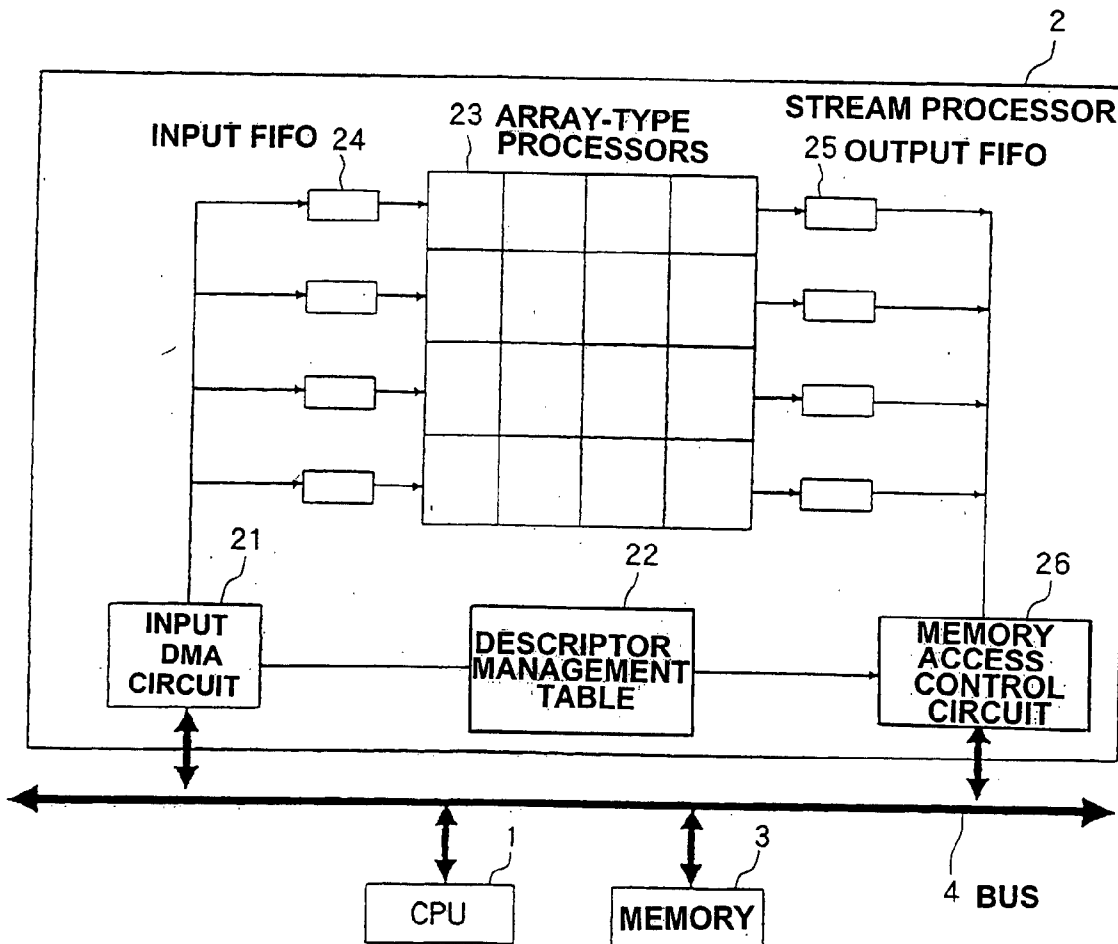 2
STREAM PROCESSOR
INPUT FIFO
24
23 ARRAY-TYPE
PROCESSORS
25 OUTPUT FIFO
21
INPUT
DMA
CIRCUIT
22
DESCRIPTOR
MANAGEMENT
TABLE
26
MEMORY
ACCESS
CONTROL
CIRCUIT
1
CPU
3
MEMORY
4 BUS